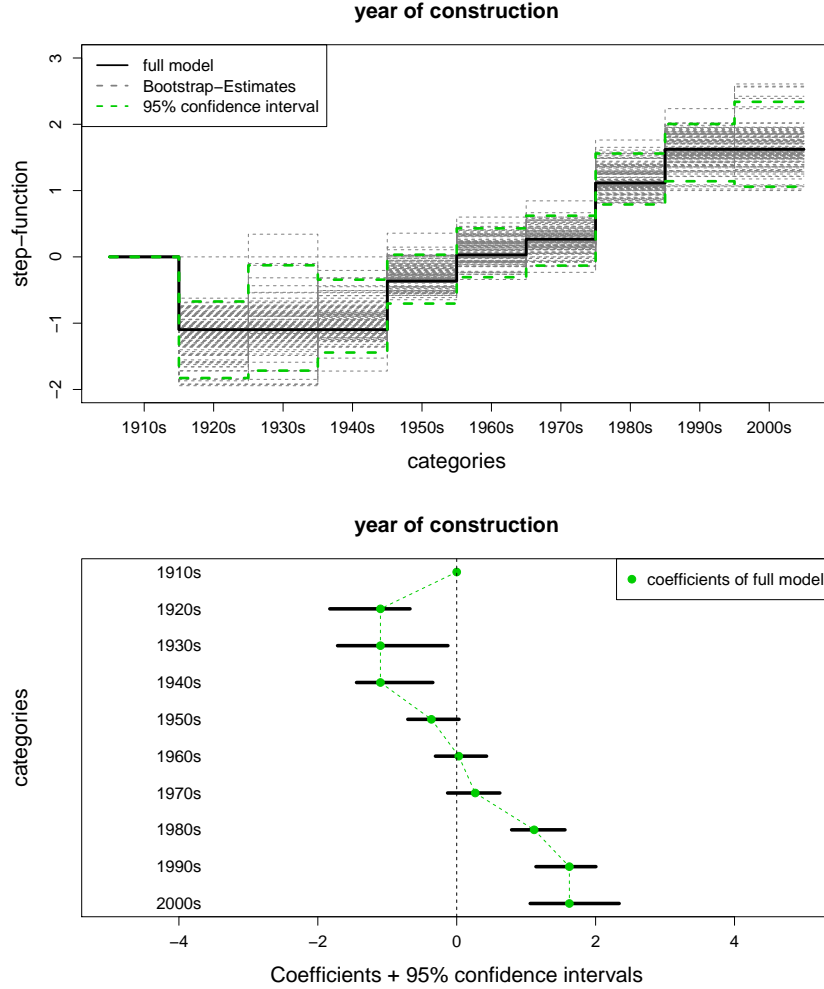 year of construction
full model
Bootstrap−Estimates
95% confidence interval
step−function
3
2
1
0
−1
−2
1910s 1920s 1930s 1940s 1950s 1960s 1970s 1980s 1990s 2000s
categories
year of construction
coefficients of full model
categories
1910s
1920s
1930s
1940s
1950s
1960s
1970s
1980s
1990s
2000s
−4 −2 0 2 4
Coefficients + 95% confidence intervals